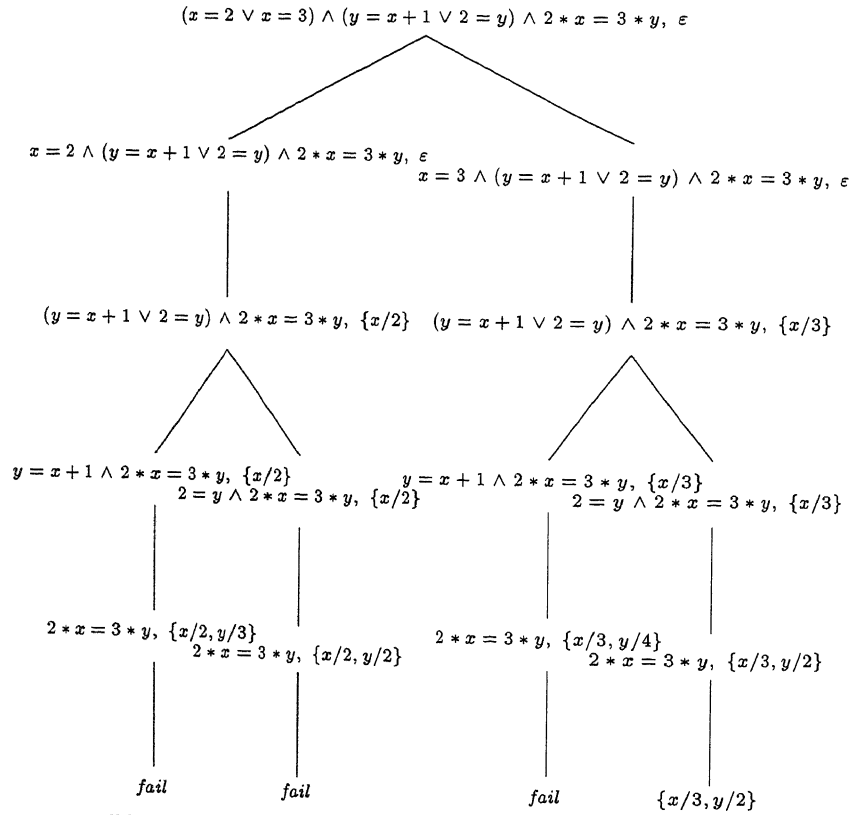 (x = 2 ∨ x = 3) ∧ (y = x + 1 ∨ 2 = y) ∧ 2 * x = 3 * y, ε
x = 2 ∧ (y = x + 1 ∨ 2 = y) ∧ 2 * x = 3 * y, ε
x = 3 ∧ (y = x + 1 ∨ 2 = y) ∧ 2 * x = 3 * y, ε
(y = x + 1 ∨ 2 = y) ∧ 2 * x = 3 * y, {x/2}
(y = x + 1 ∨ 2 = y) ∧ 2 * x = 3 * y, {x/3}
y = x + 1 ∧ 2 * x = 3 * y, {x/2}
2 = y ∧ 2 * x = 3 * y, {x/2}
y = x + 1 ∧ 2 * x = 3 * y, {x/3}
2 = y ∧ 2 * x = 3 * y, {x/3}
2 * x = 3 * y, {x/2, y/3}
2 * x = 3 * y, {x/2, y/2}
2 * x = 3 * y, {x/3, y/4}
2 * x = 3 * y, {x/3, y/2}
fail
fail
fail
{x/3, y/2}